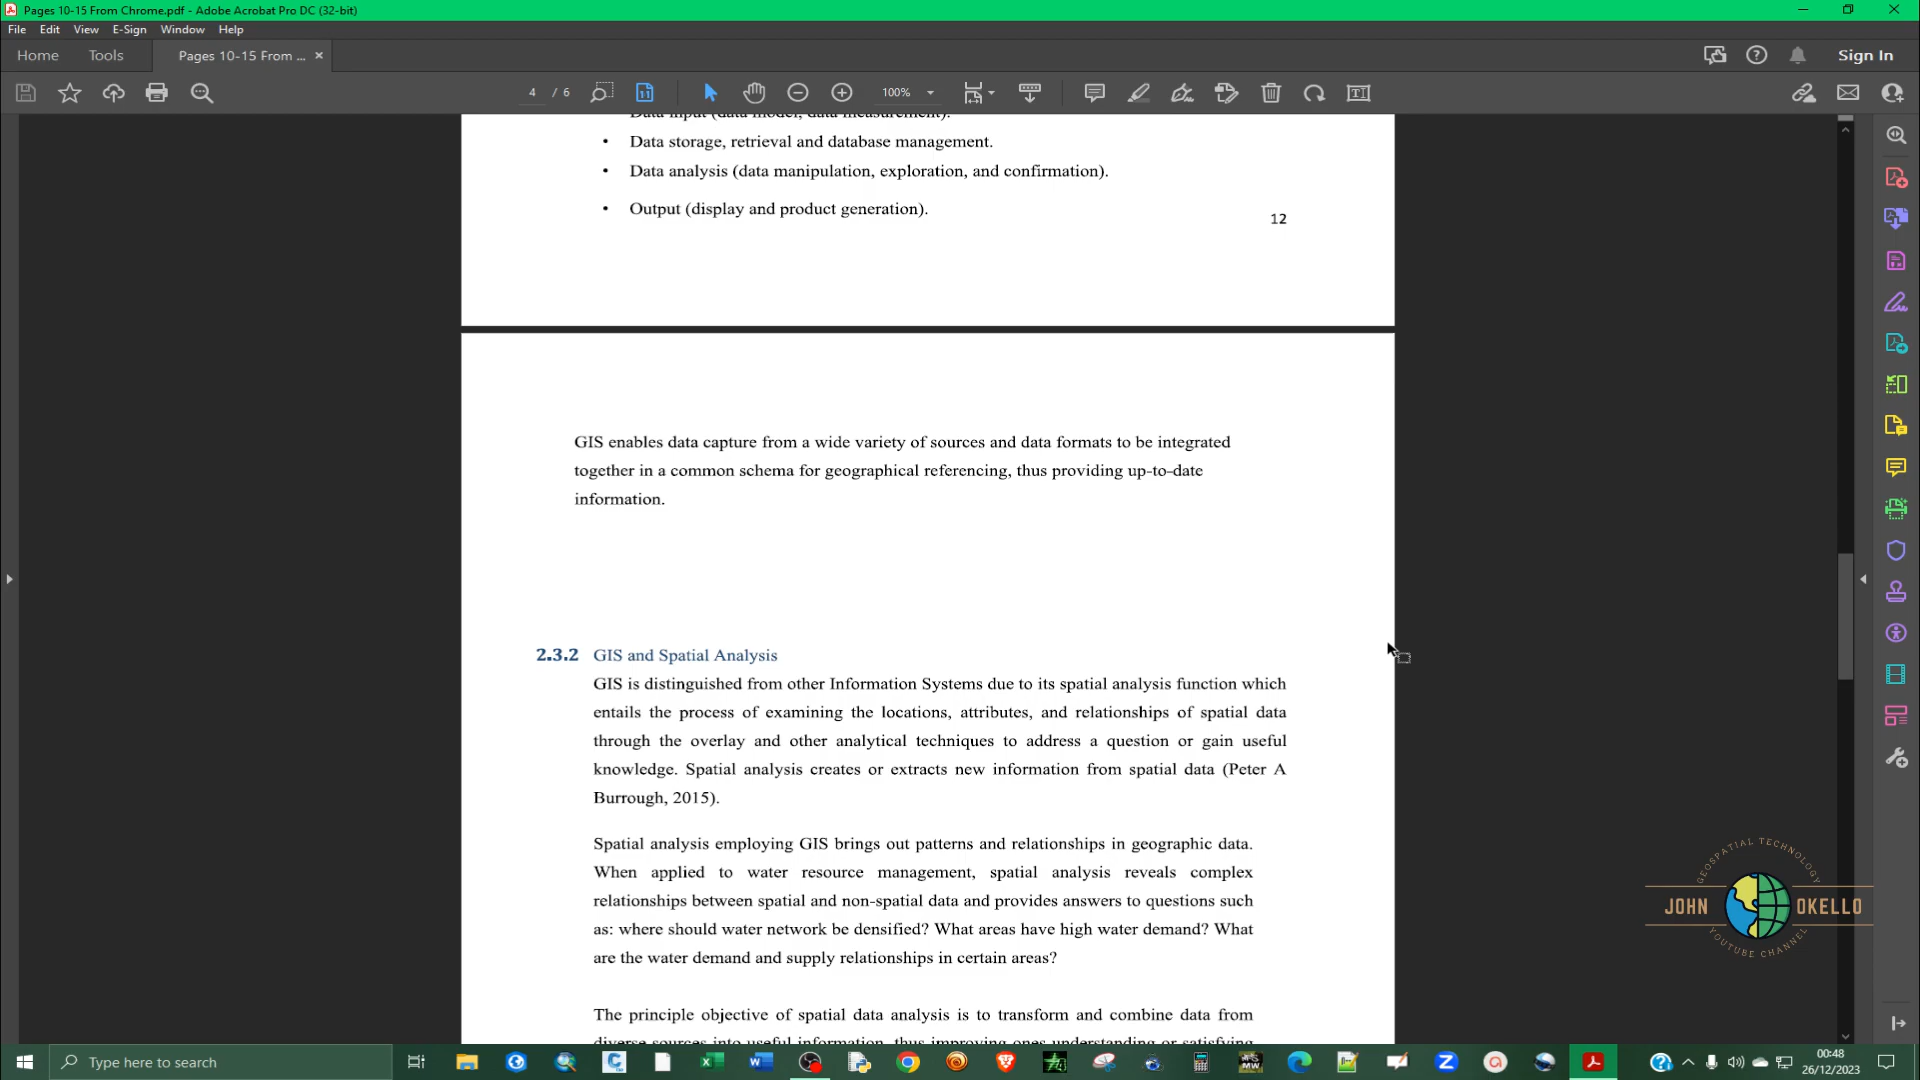 Pages 10-15 From Chrome.pdf - Adobe Acrobat Pro DC (32-bit)
File Edit View E-Sign Window Help
Home Tools Pages 10-15 From ... Sign In
4 / 6 100%
Data input (data model, data measurement).
• Data storage, retrieval and database management.
• Data analysis (data manipulation, exploration, and confirmation).
• Output (display and product generation).
12
GIS enables data capture from a wide variety of sources and data formats to be integrated
together in a common schema for geographical referencing, thus providing up-to-date
information.
2.3.2 GIS and Spatial Analysis
GIS is distinguished from other Information Systems due to its spatial analysis function which
entails the process of examining the locations, attributes, and relationships of spatial data
through the overlay and other analytical techniques to address a question or gain useful
knowledge. Spatial analysis creates or extracts new information from spatial data (Peter A
Burrough, 2015).
Spatial analysis employing GIS brings out patterns and relationships in geographic data.
When applied to water resource management, spatial analysis reveals complex
relationships between spatial and non-spatial data and provides answers to questions such
as: where should water network be densified? What areas have high water demand? What
are the water demand and supply relationships in certain areas?
The principle objective of spatial data analysis is to transform and combine data from
diverse sources into useful information, thus improving ones understanding or satisfying
GEOSPATIAL TECHNOLOGY
JOHN OKELLO
YOUTUBE CHANNEL
Type here to search
00:48
26/12/2023